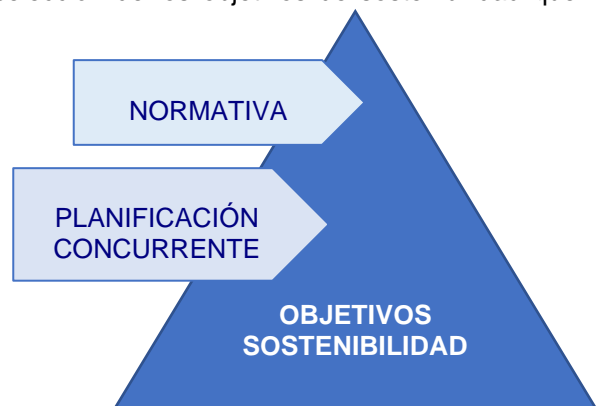 NORMATIVA
PLANIFICACIÓN
CONCURRENTE
OBJETIVOS
SOSTENIBILIDAD